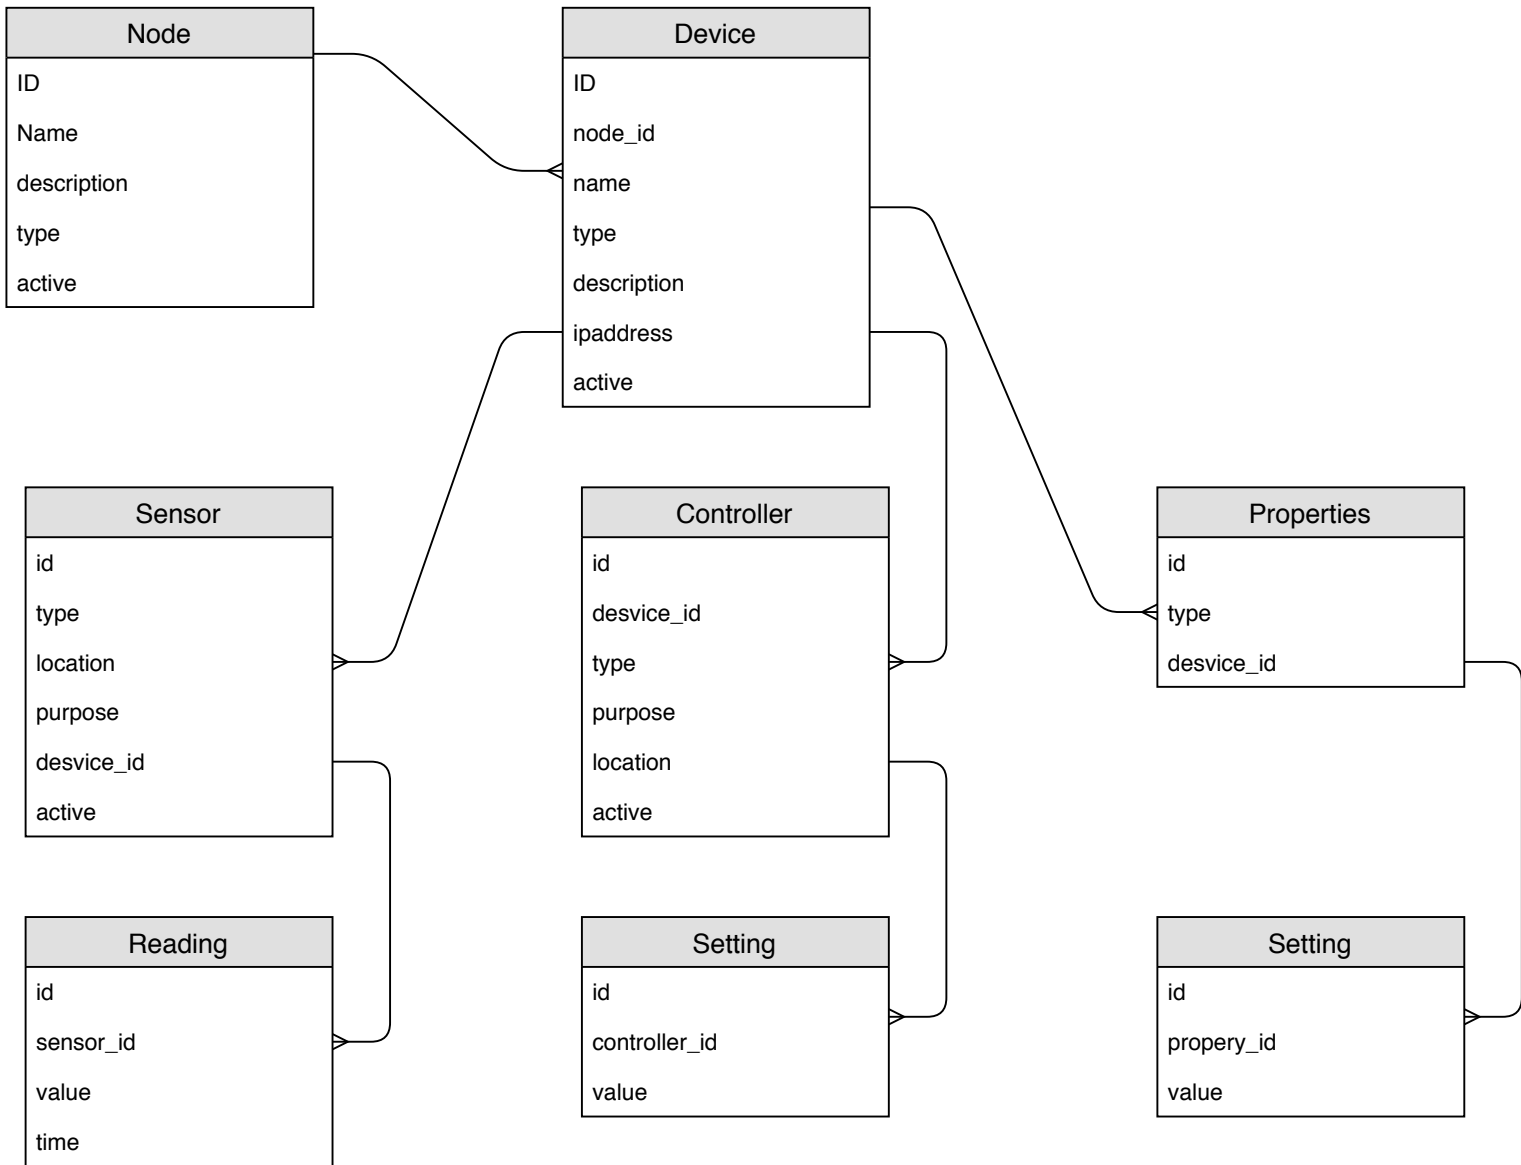 Node
ID
Name
description
type
active
Device
ID
node_id
name
type
description
ipaddress
active
Sensor
id
type
location
purpose
desvice_id
active
Controller
id
desvice_id
type
purpose
location
active
Properties
id
type
desvice_id
Reading
id
sensor_id
value
time
Setting
id
controller_id
value
Setting
id
propery_id
value